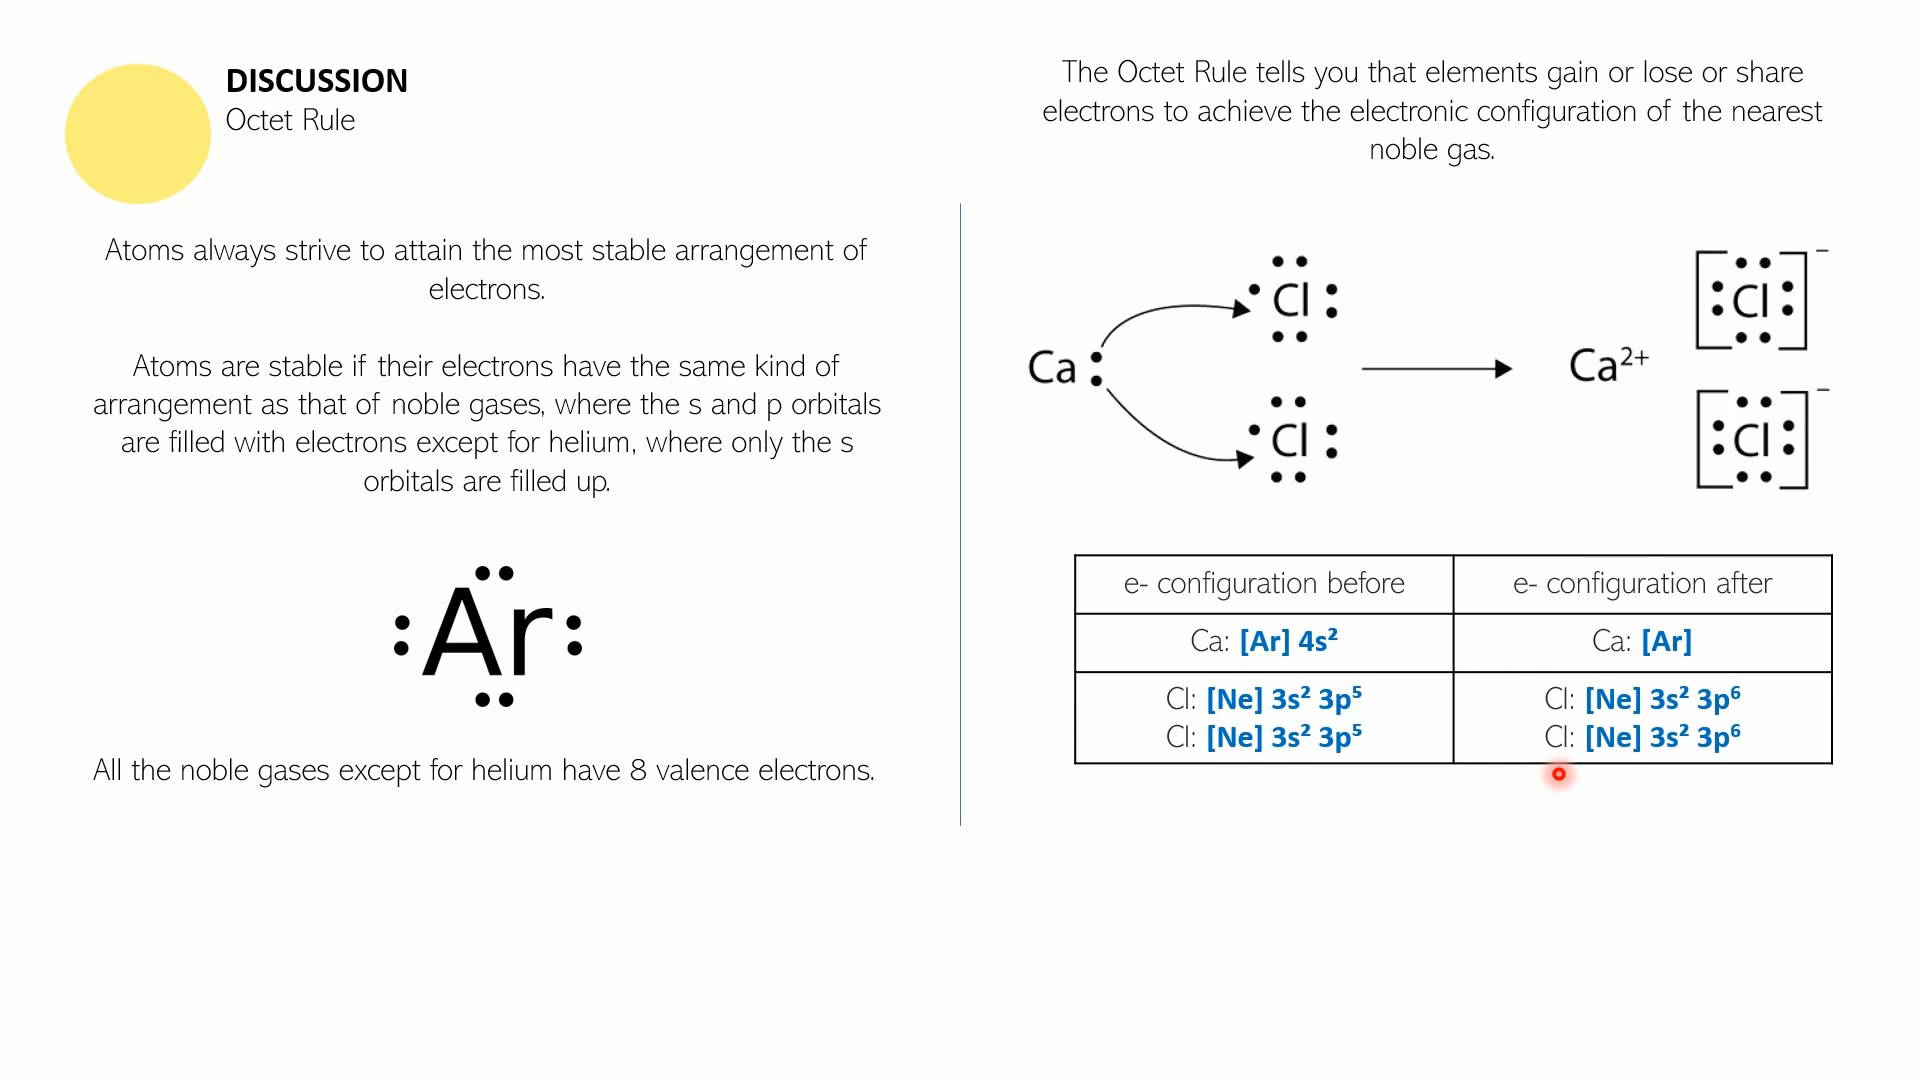 DISCUSSION
Octet Rule
Atoms always strive to attain the most stable arrangement of
electrons.
Atoms are stable if their electrons have the same kind of
arrangement as that of noble gases, where the s and p orbitals
are filled with electrons except for helium, where only the s
orbitals are filled up.
Ar
All the noble gases except for helium have 8 valence electrons.
The Octet Rule tells you that elements gain or lose or share
electrons to achieve the electronic configuration of the nearest
noble gas.
Cl
Ca
Cl
[Cl]⁻
Ca²⁺
[Cl]⁻
e- configuration before
e- configuration after
Ca: [Ar] 4s²
Ca: [Ar]
Cl: [Ne] 3s² 3p⁵
Cl: [Ne] 3s² 3p⁵
Cl: [Ne] 3s² 3p⁶
Cl: [Ne] 3s² 3p⁶